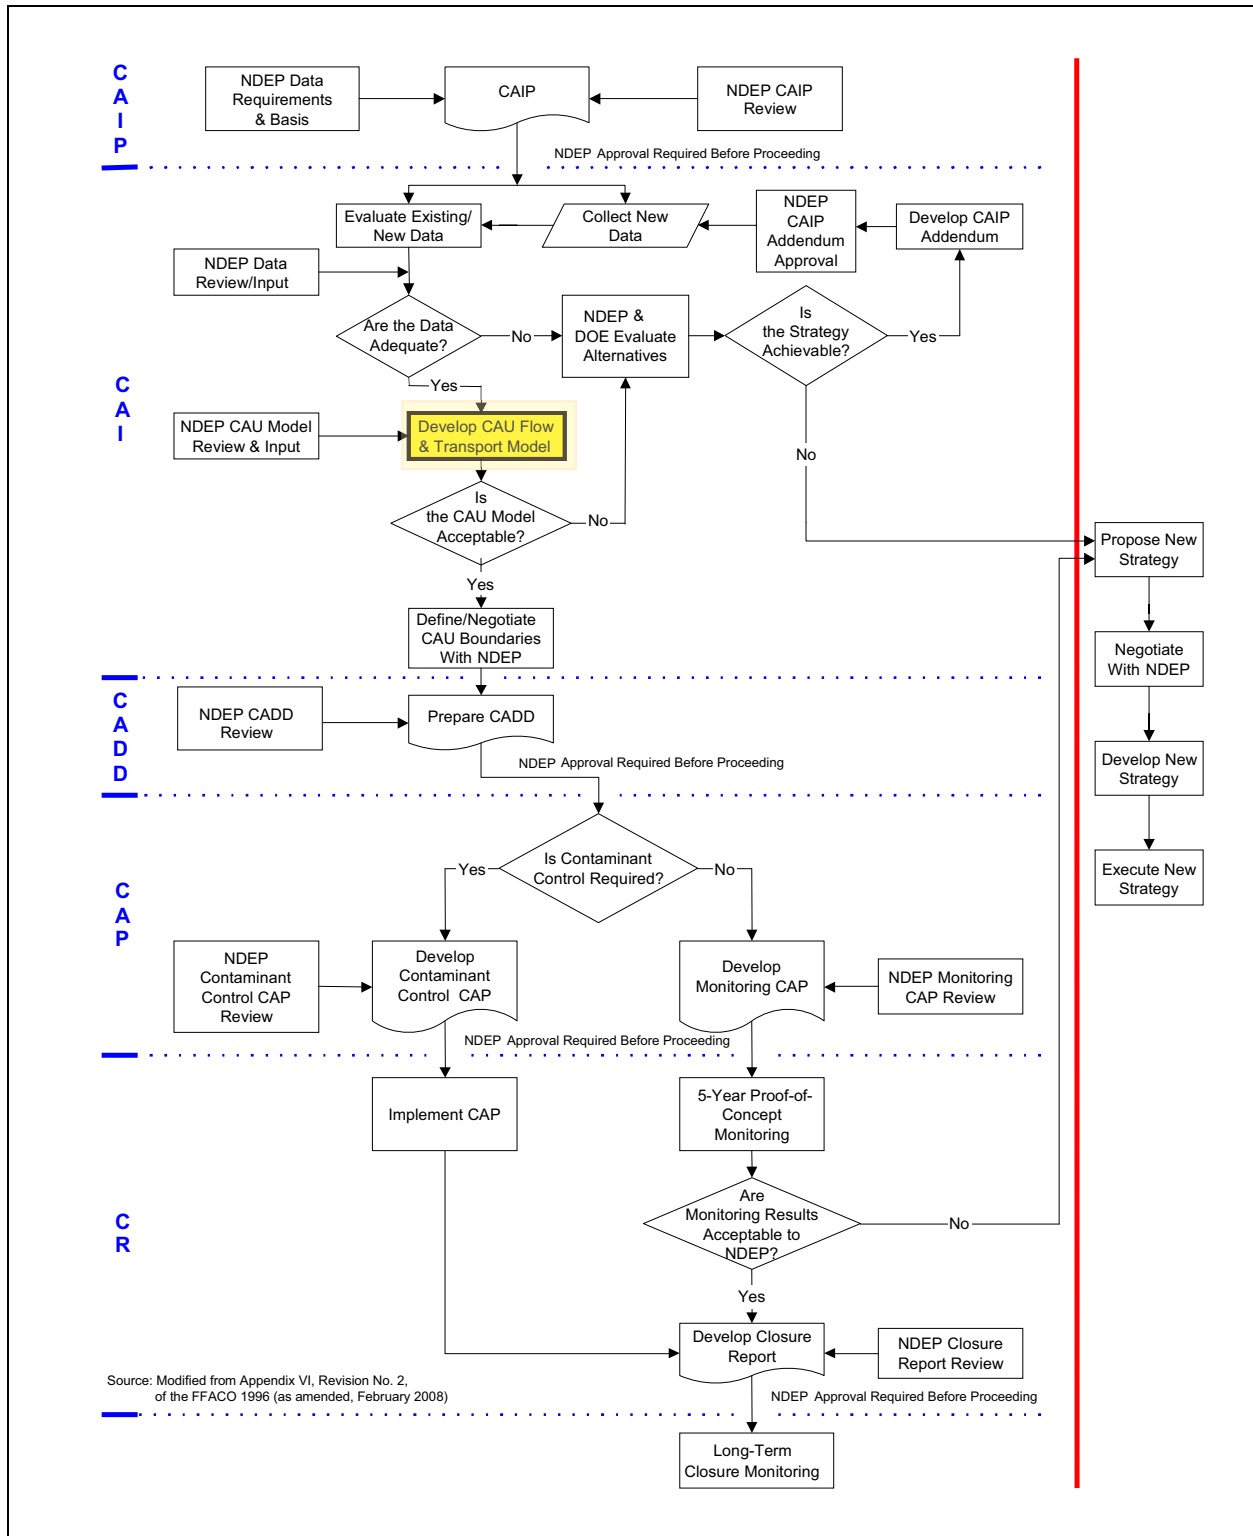 C
A
I
P
NDEP Data
Requirements
& Basis
CAIP
NDEP CAIP
Review
NDEP Approval Required Before Proceeding
C
A
I
Evaluate Existing/
New Data
Collect New
Data
NDEP
CAIP
Addendum
Approval
Develop CAIP
Addendum
NDEP Data
Review/Input
Are the Data
Adequate?
No
NDEP &
DOE Evaluate
Alternatives
Is
the Strategy
Achievable?
Yes
Yes
NDEP CAU Model
Review & Input
Develop CAU Flow
& Transport Model
No
Is
the CAU Model
Acceptable?
No
Yes
Define/Negotiate
CAU Boundaries
With NDEP
Propose New
Strategy
Negotiate
With NDEP
Develop New
Strategy
Execute New
Strategy
C
A
D
D
NDEP CADD
Review
Prepare CADD
NDEP Approval Required Before Proceeding
C
A
P
Is Contaminant
Control Required?
Yes
No
NDEP
Contaminant
Control CAP
Review
Develop
Contaminant
Control CAP
Develop
Monitoring CAP
NDEP Monitoring
CAP Review
NDEP Approval Required Before Proceeding
C
R
Implement CAP
5-Year Proof-of-
Concept
Monitoring
Are
Monitoring Results
Acceptable to
NDEP?
No
Yes
Develop Closure
Report
NDEP Closure
Report Review
Source: Modified from Appendix VI, Revision No. 2,
of the FFACO 1996 (as amended, February 2008)
NDEP Approval Required Before Proceeding
Long-Term
Closure Monitoring